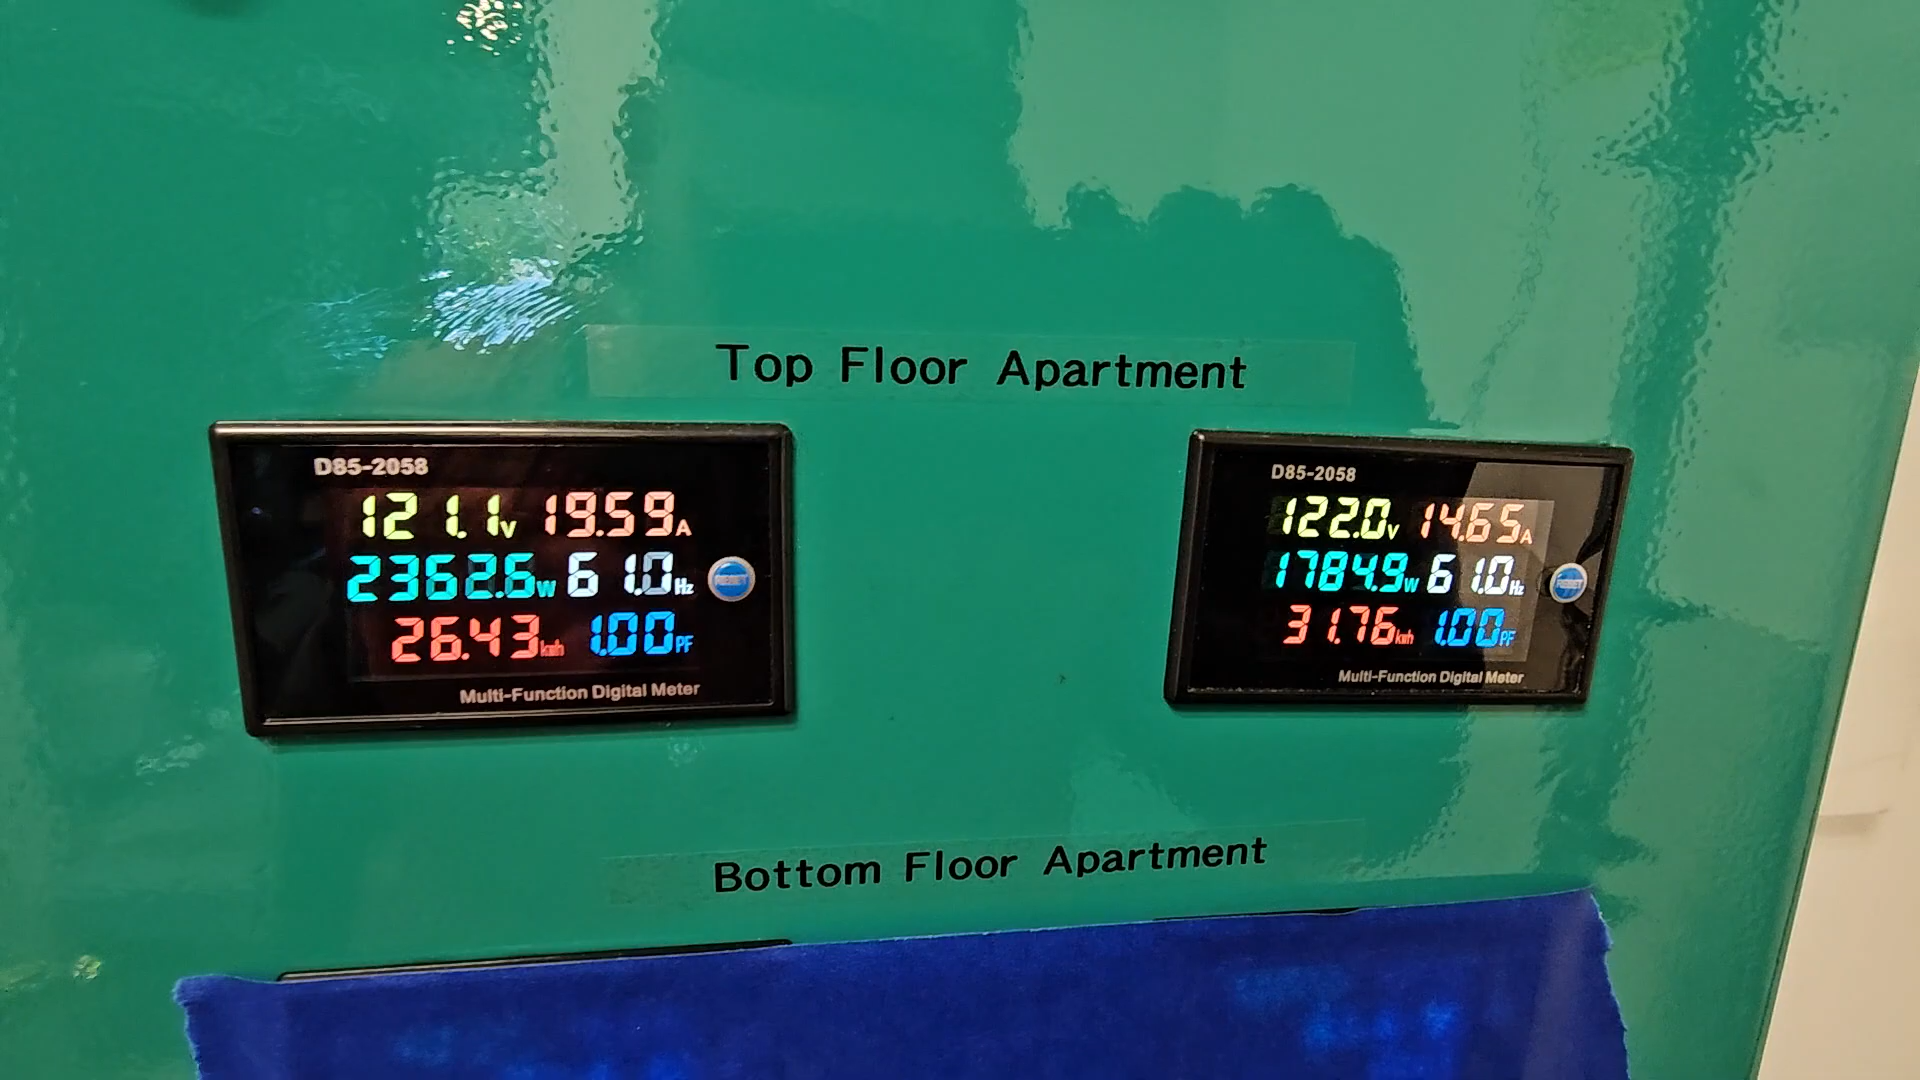 Top Floor Apartment
D85-2058
121.1V 19.59A
2362.6W 61.0Hz
RESET
26.43kwh 1.00PF
Multi-Function Digital Meter
D85-2058
122.0V 14.65A
1784.9W 61.0Hz
RESET
31.76kwh 1.00PF
Multi-Function Digital Meter
Bottom Floor Apartment